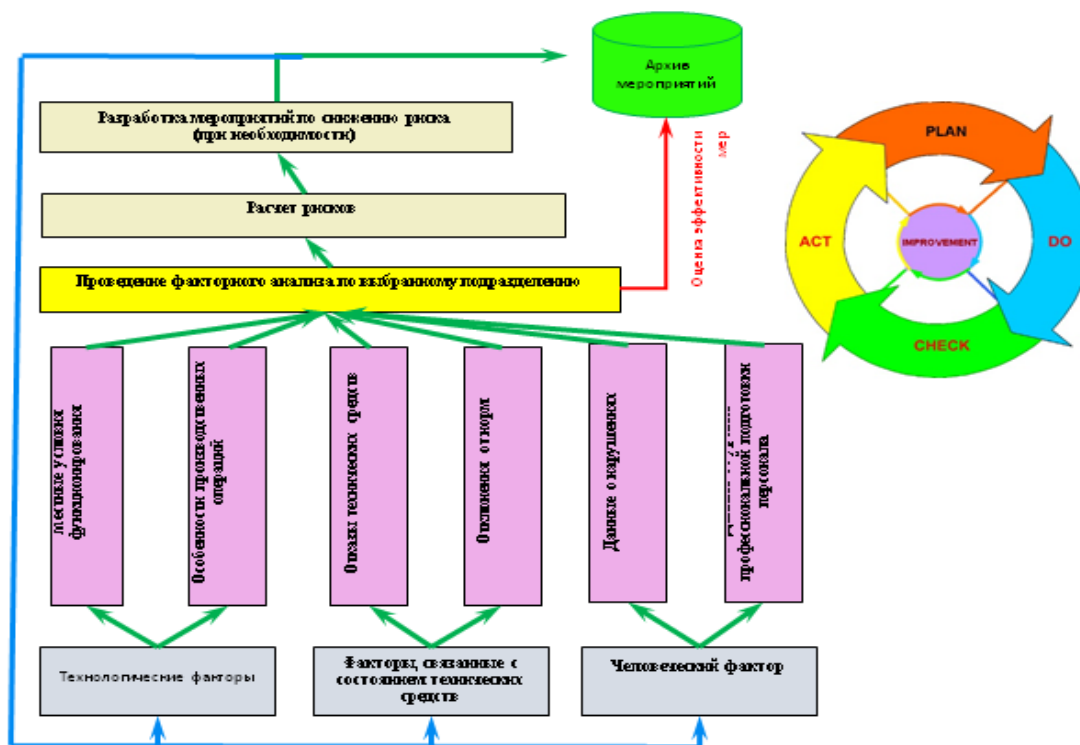 Архив
мероприятий
Разработка мероприятий по снижению риска
(при необходимости)
Оценка эффективности
мер
PLAN
Расчет рисков
ACT
IMPROVEMENT
DO
Проведение факторного анализа по выбранному подразделению
CHECK
Местные условия
функционирования
Особенности производственных
операций
Отказы технических средств
Отклонения от норм
Данные о нарушениях
профессиональной подготовки
персонала
Технологические факторы
Факторы, связанные с
состоянием технических
средств
Человеческий фактор